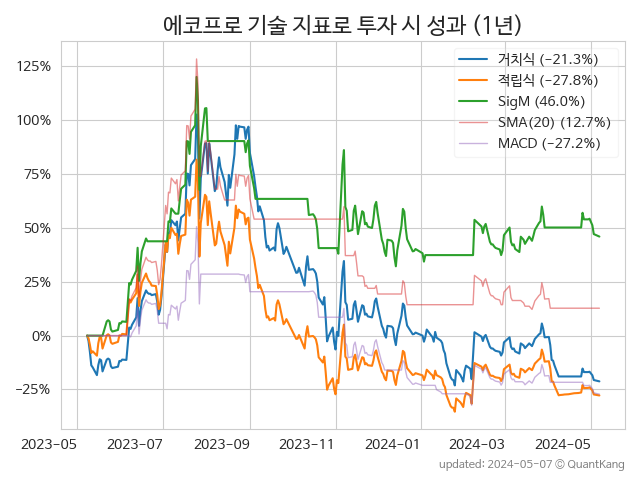 에코프로 기술 지표로 투자 시 성과 (1년)
거치식 (−21.3%)
적립식 (−27.8%)
SigM (46.0%)
SMA(20) (12.7%)
MACD (−27.2%)
125%
100%
75%
50%
25%
0%
−25%
2023-05 2023-07 2023-09 2023-11 2024-01 2024-03 2024-05
updated: 2024-05-07 © QuantKang